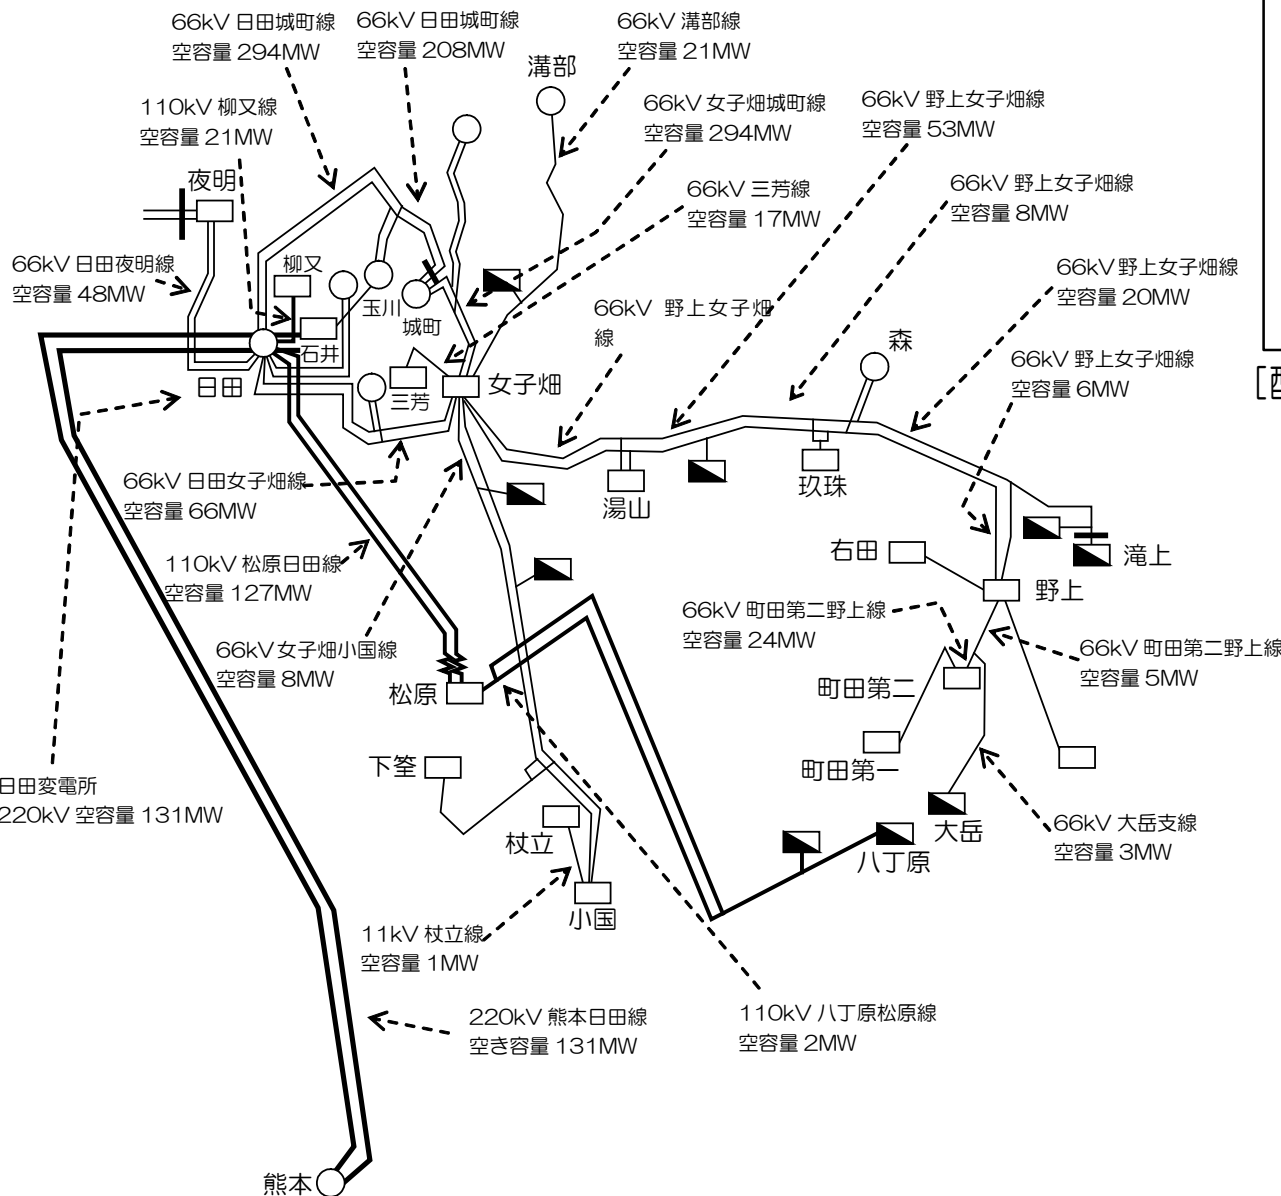 66kV 日田城町線
空容量 294MW
66kV 日田城町線
空容量 208MW
66kV 溝部線
空容量 21MW
溝部
110kV 柳又線
空容量 21MW
66kV 女子畑城町線
空容量 294MW
66kV 野上女子畑線
空容量 53MW
夜明
66kV 三芳線
空容量 17MW
66kV 野上女子畑線
空容量 8MW
66kV 日田夜明線
空容量 48MW
柳又
玉川
城町
石井
66kV 野上女子畑
線
66kV 野上女子畑線
空容量 20MW
森
66kV 野上女子畑線
空容量 6MW
日田
三芳
女子畑
[西
66kV 日田女子畑線
空容量 66MW
湯山
玖珠
110kV 松原日田線
空容量 127MW
右田
滝上
野上
66kV 町田第二野上線
空容量 24MW
66kV 女子畑小国線
空容量 8MW
66kV 町田第二野上線
空容量 5MW
松原
町田第二
町田第一
下筌
日田変電所
220kV 空容量 131MW
杖立
大岳
66kV 大岳支線
空容量 3MW
八丁原
小国
11kV 杖立線
空容量 1MW
220kV 熊本日田線
空き容量 131MW
110kV 八丁原松原線
空容量 2MW
熊本